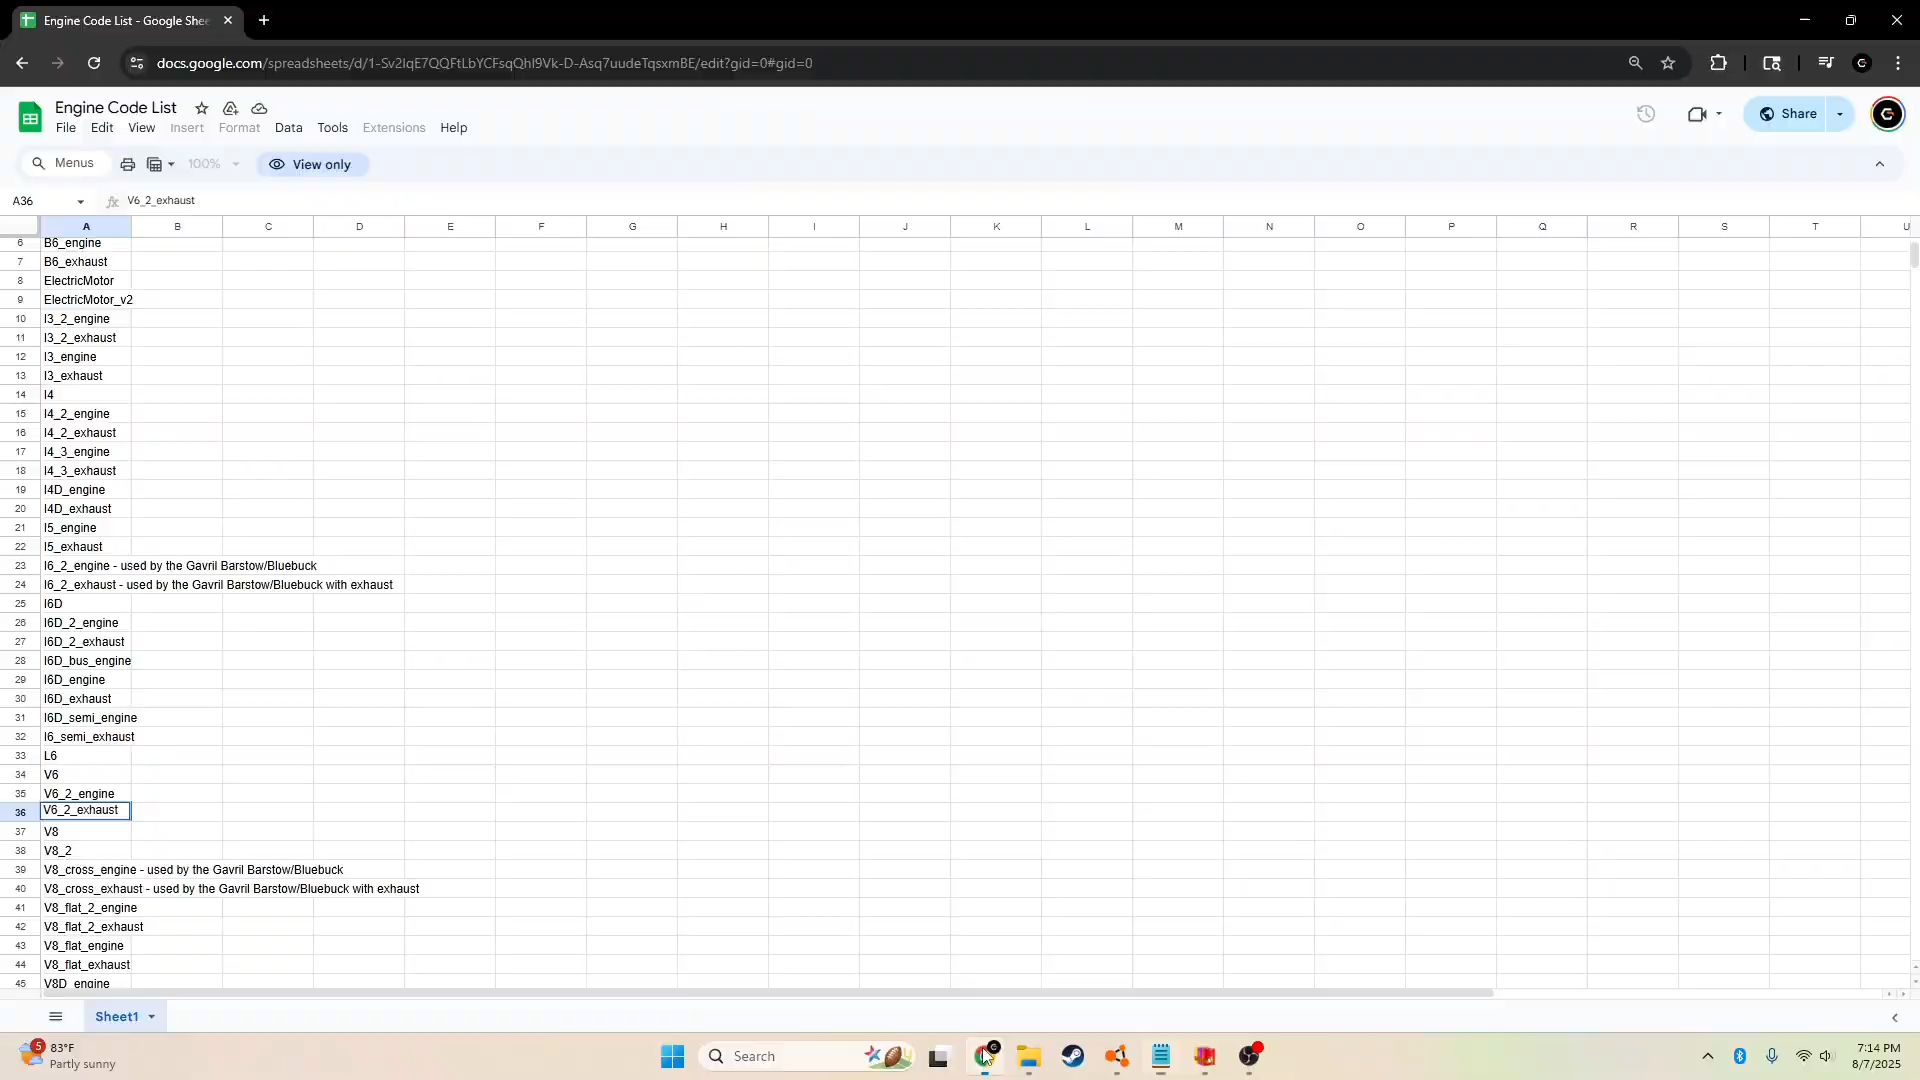 Engine Code List - Google Shee
docs.google.com/spreadsheets/d/1-Sv2IqE7QQFtLbYCFsqQhI9Vk-D-Asq7uudeTqsxmBE/edit?gid=0#gid=0
Engine Code List
File Edit View Insert Format Data Tools Extensions Help
Share
Menus 100% View only
A36 fx V6_2_exhaust
A B C D E F G H I J K L M N O P Q R S T U
6 B6_engine
7 B6_exhaust
8 ElectricMotor
9 ElectricMotor_v2
10 I3_2_engine
11 I3_2_exhaust
12 I3_engine
13 I3_exhaust
14 I4
15 I4_2_engine
16 I4_2_exhaust
17 I4_3_engine
18 I4_3_exhaust
19 I4D_engine
20 I4D_exhaust
21 I5_engine
22 I5_exhaust
23 I6_2_engine - used by the Gavril Barstow/Bluebuck
24 I6_2_exhaust - used by the Gavril Barstow/Bluebuck with exhaust
25 I6D
26 I6D_2_engine
27 I6D_2_exhaust
28 I6D_bus_engine
29 I6D_engine
30 I6D_exhaust
31 I6D_semi_engine
32 I6_semi_exhaust
33 L6
34 V6
35 V6_2_engine
36 V6_2_exhaust
37 V8
38 V8_2
39 V8_cross_engine - used by the Gavril Barstow/Bluebuck
40 V8_cross_exhaust - used by the Gavril Barstow/Bluebuck with exhaust
41 V8_flat_2_engine
42 V8_flat_2_exhaust
43 V8_flat_engine
44 V8_flat_exhaust
45 V8D_engine
Sheet1
5 83°F
Partly sunny
Search
7:14 PM
8/7/2025